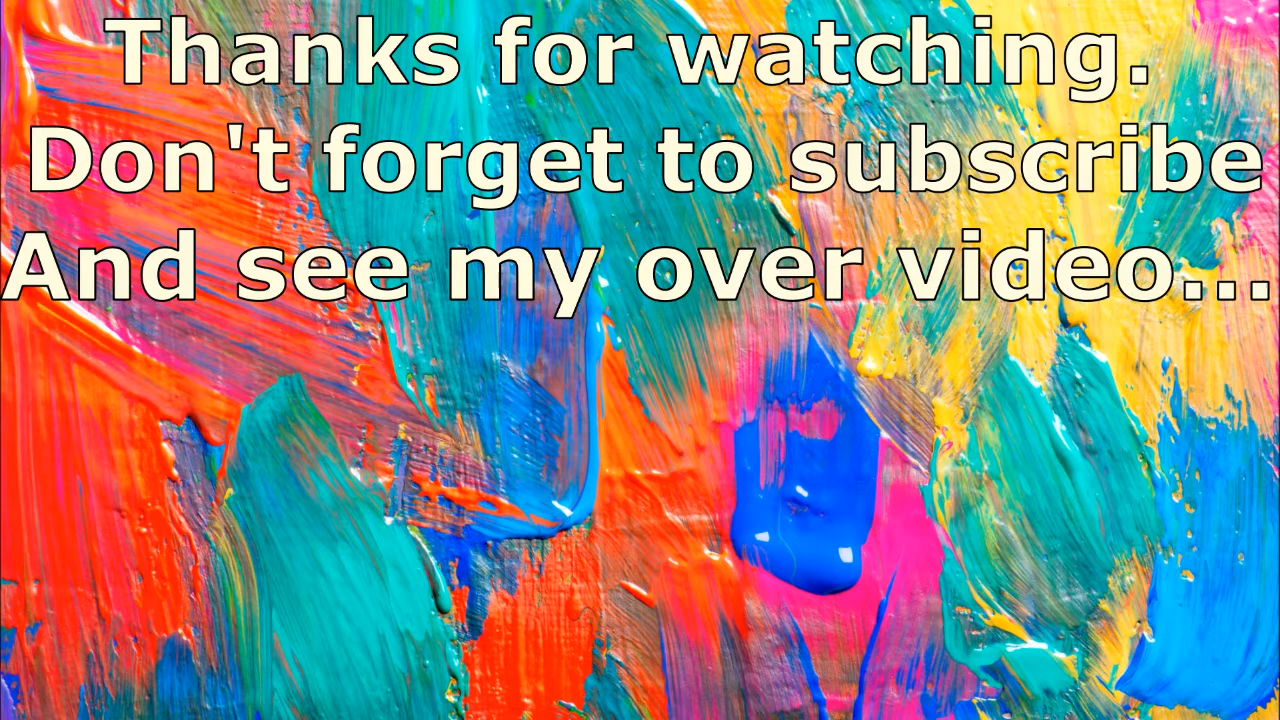 Thanks for watching.
Don't forget to subscribe
And see my over video...